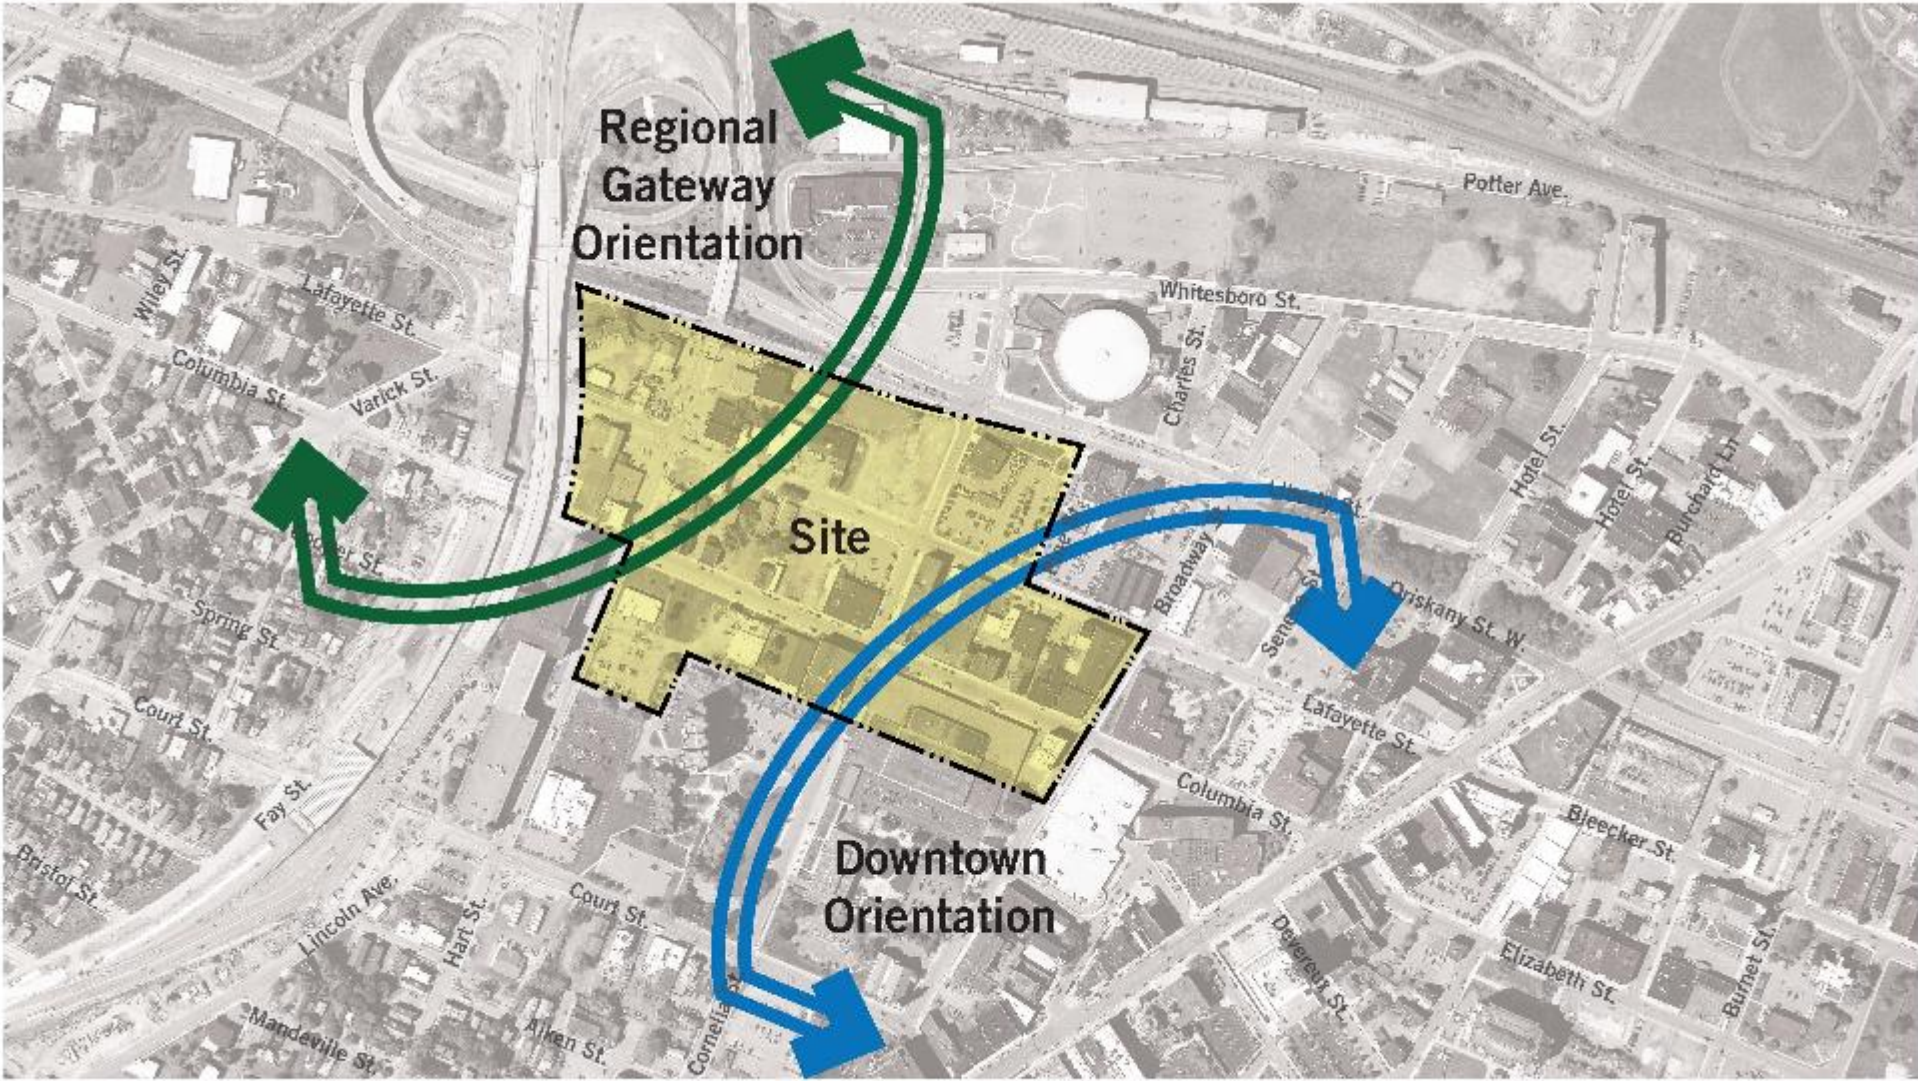 Regional
Gateway
Orientation
Potter Ave.
Wiley St.
Lafayette St.
Whitesboro St.
Charles St.
Columbia St.
Varick St.
Hotel St.
Hotel St.
Burchard Ln
Site
St.
Broadway
Oriskany St. W.
Spring St.
Court St.
Lafayette St.
Fay St.
Columbia St.
Bleecker St.
Downtown
Orientation
Bristol St.
Lincoln Ave.
Hart St.
Court St.
Devereux St.
Elizabeth St.
Burnet St.
Mandeville St.
Aiken St.
Cornelia St.